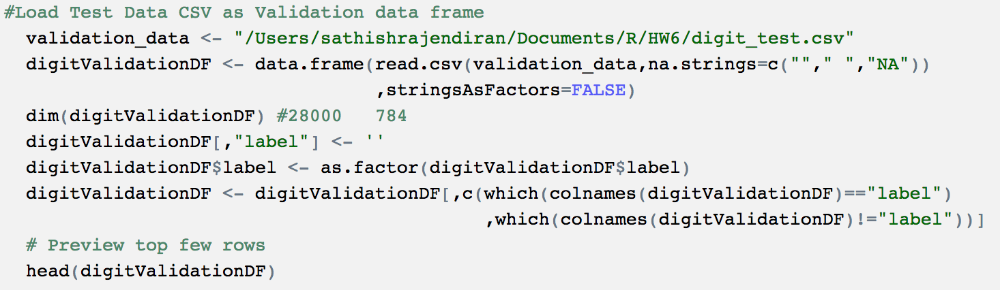 #Load Test Data CSV as Validation data frame
validation_data <- "/Users/sathishrajendiran/Documents/R/HW6/digit_test.csv"
digitValidationDF <- data.frame(read.csv(validation_data,na.strings=c(""," ","NA"))
,stringsAsFactors=FALSE)
dim(digitValidationDF) #28000   784
digitValidationDF[,"label"] <- ''
digitValidationDF$label <- as.factor(digitValidationDF$label)
digitValidationDF <- digitValidationDF[,c(which(colnames(digitValidationDF)=="label")
,which(colnames(digitValidationDF)!="label"))]
# Preview top few rows
head(digitValidationDF)